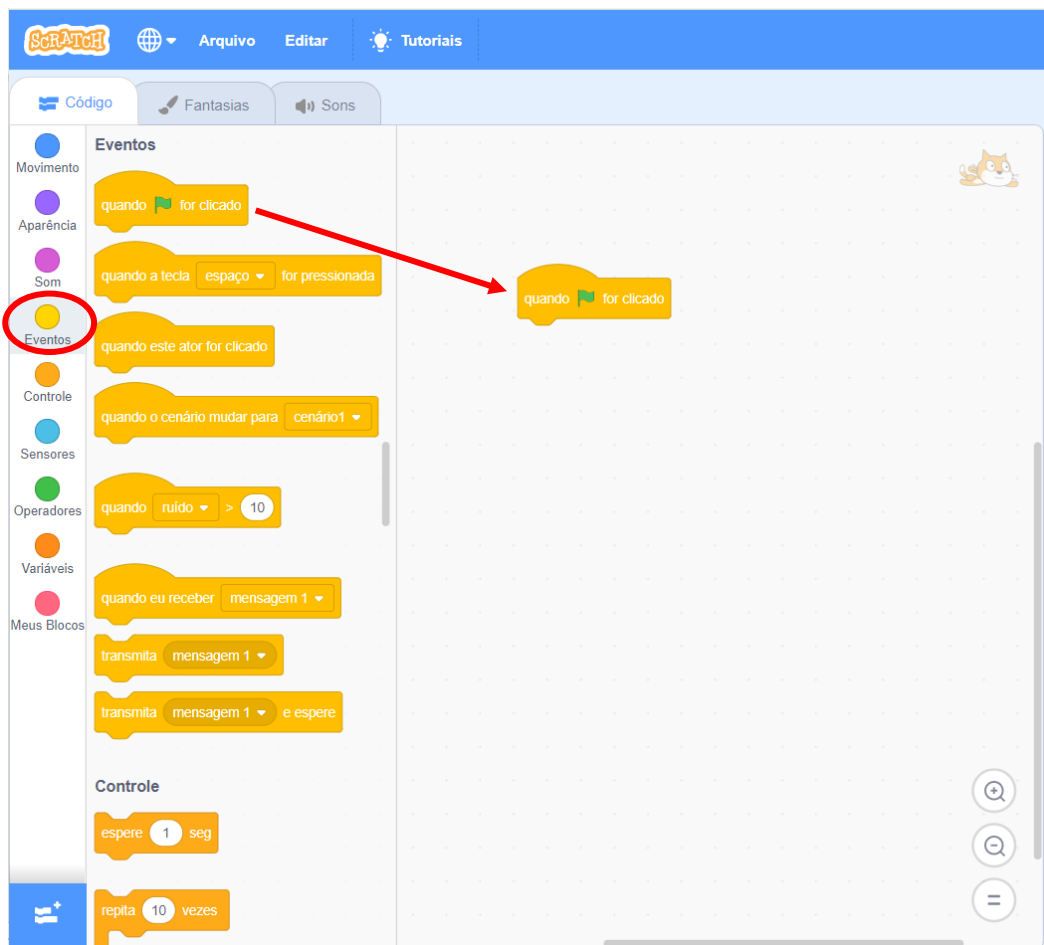 SCRATCH Arquivo Editar Tutoriais
Código Fantasias Sons
Movimento
Aparência
Som
Eventos
Controle
Sensores
Operadores
Variáveis
Meus Blocos
Eventos
quando for clicado
quando a tecla espaço for pressionada
quando este ator for clicado
quando o cenário mudar para cenário1
quando ruído > 10
quando eu receber mensagem 1
transmita mensagem 1
transmita mensagem 1 e espere
Controle
espere 1 seg
repita 10 vezes
quando for clicado